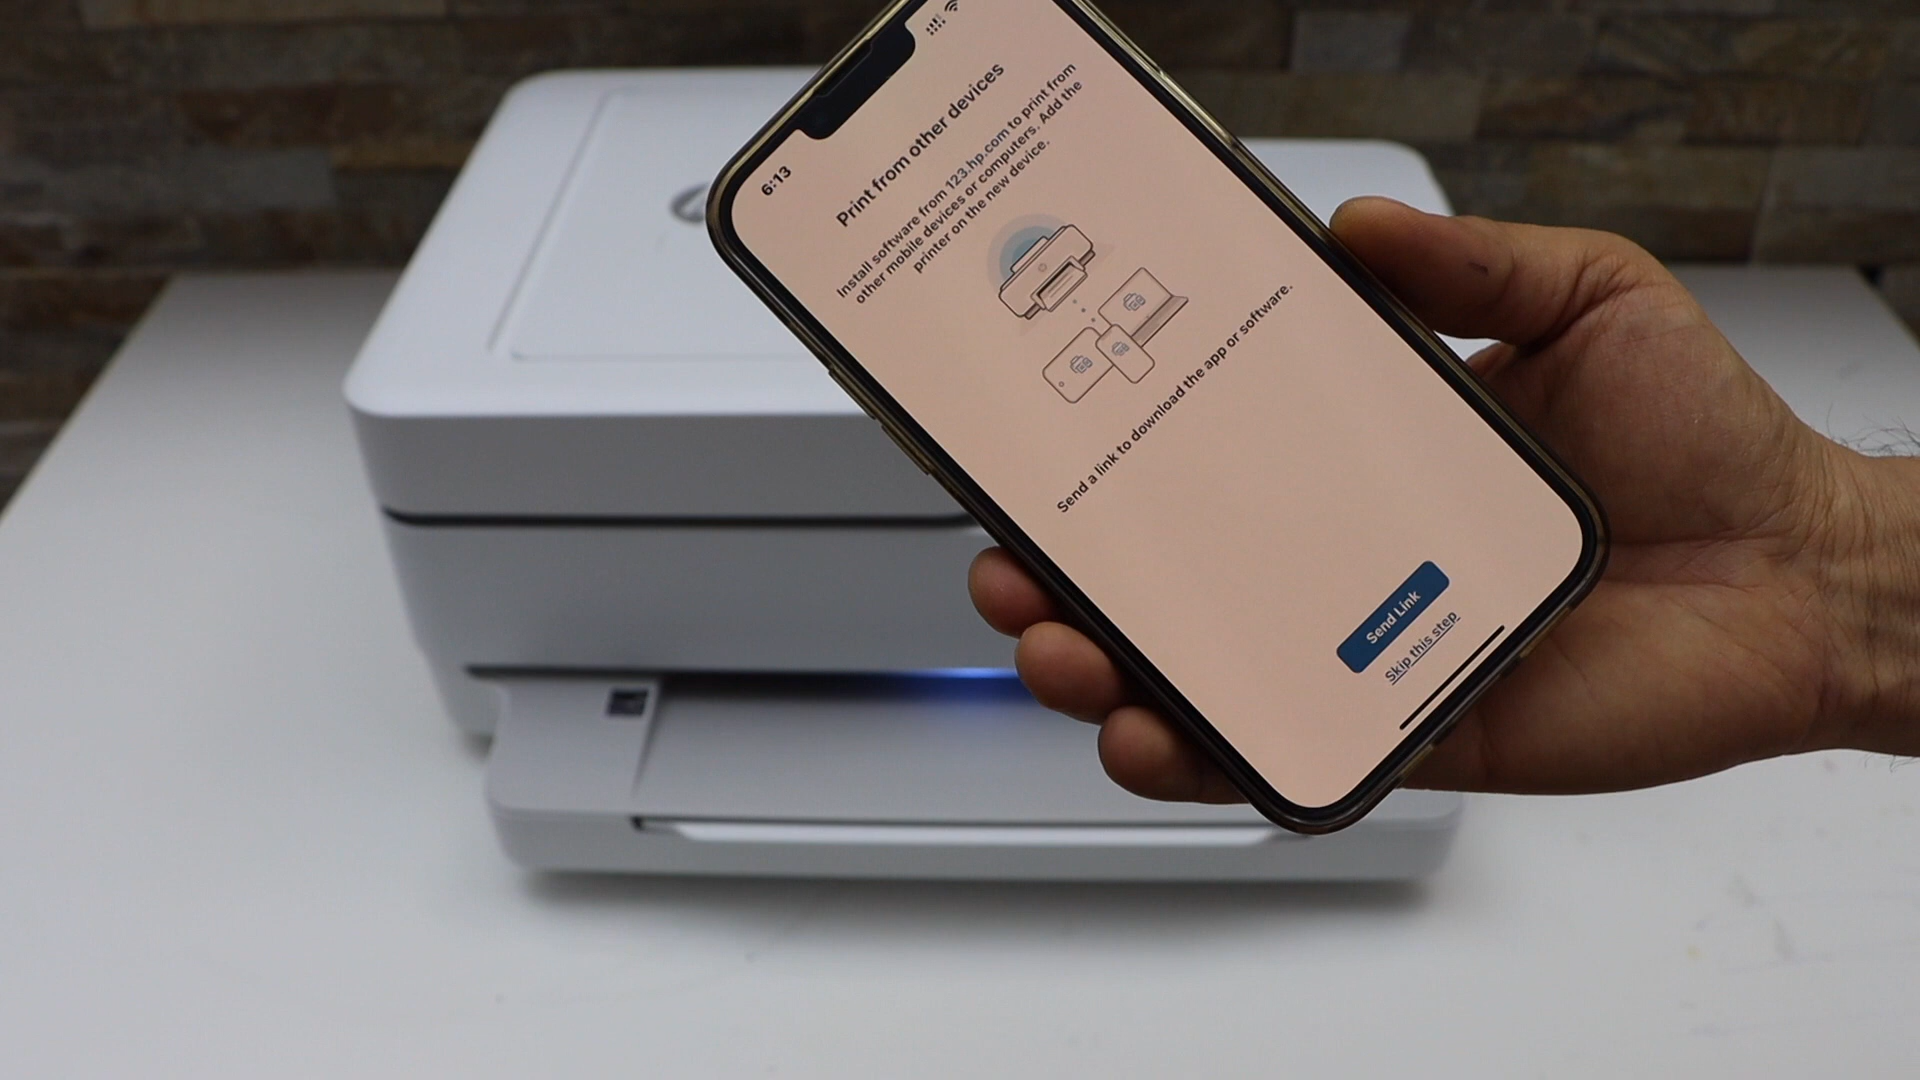 6:13
Print from other devices
Install software from 123.hp.com to print from
other mobile devices or computers. Add the
printer on the new device.
Send a link to download the app or software.
Send Link
Skip this step